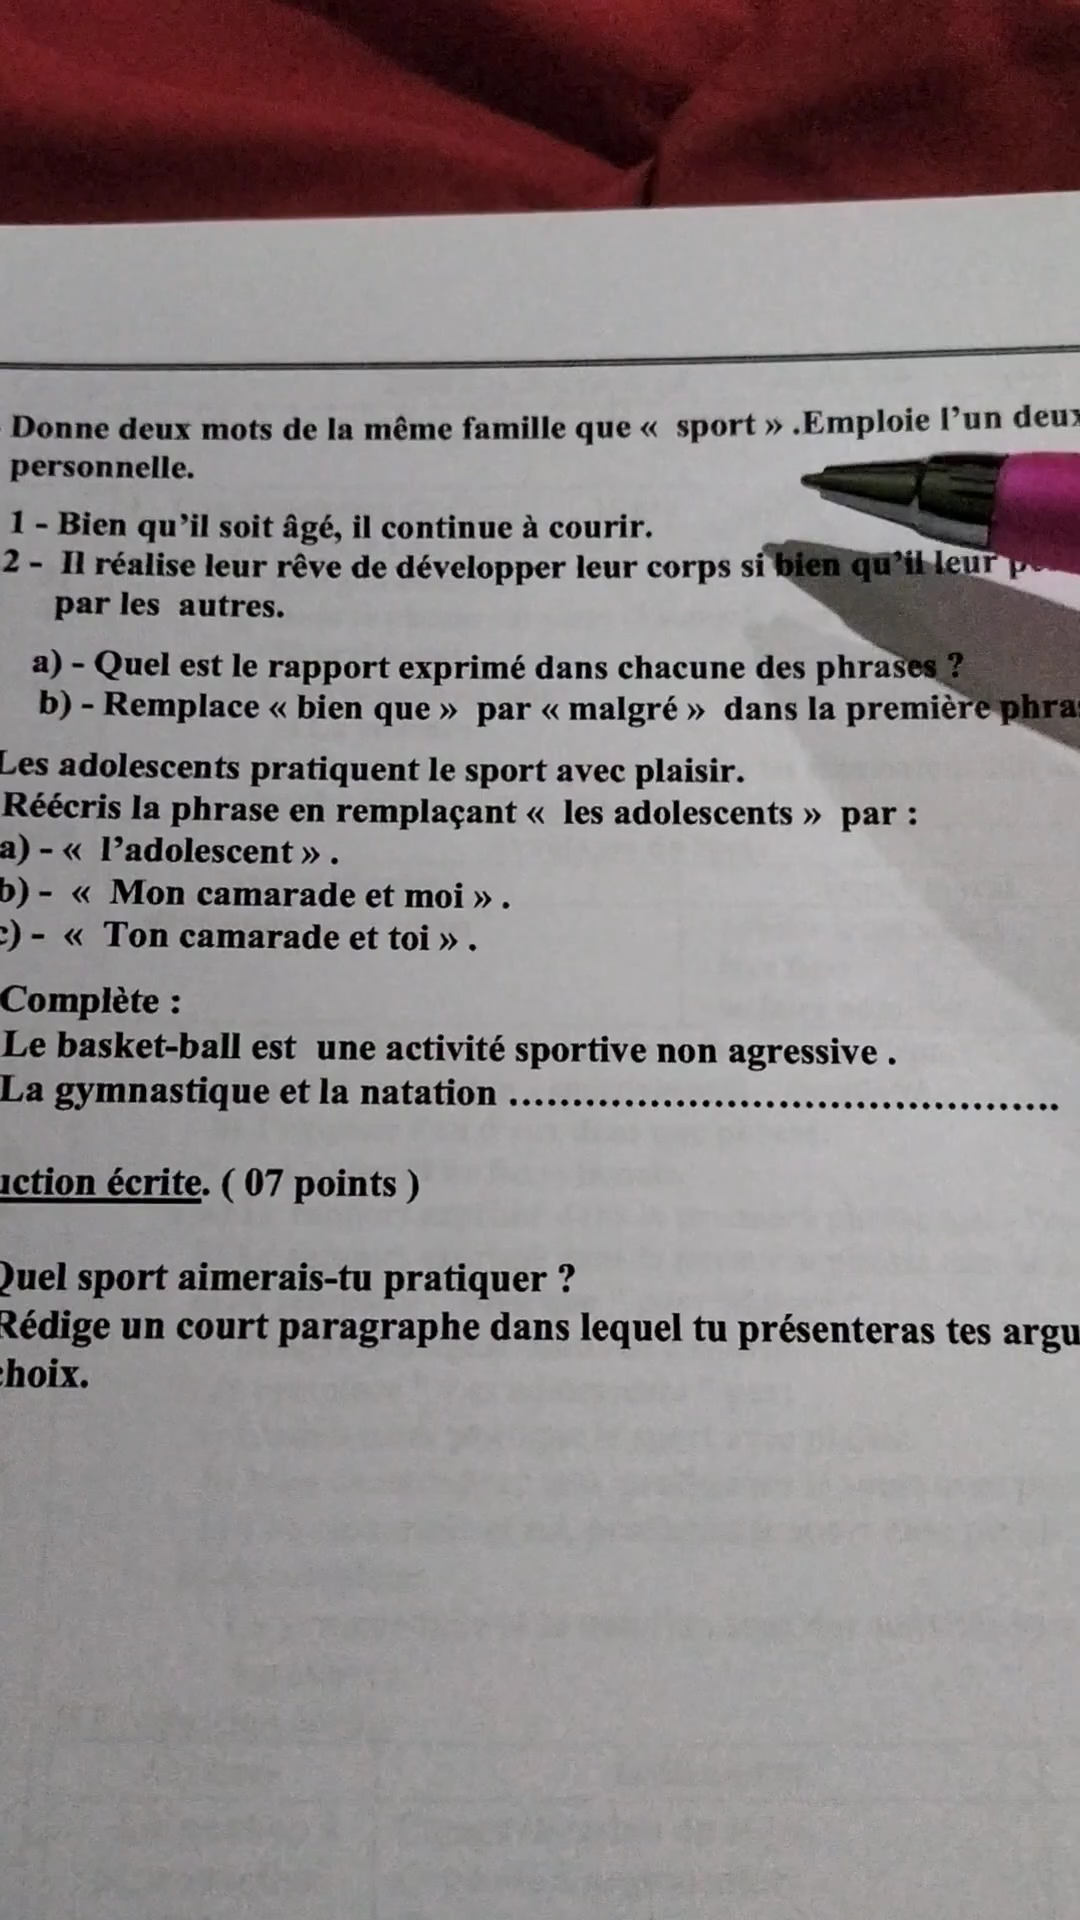 Donne deux mots de la même famille que « sport » .Emploie l'un deux
personnelle.
1 - Bien qu'il soit âgé, il continue à courir.
2 - Il réalise leur rêve de développer leur corps si bien qu'il leur
par les autres.
a) - Quel est le rapport exprimé dans chacune des phrases ?
b) - Remplace « bien que » par « malgré » dans la première
Les adolescents pratiquent le sport avec plaisir.
Réécris la phrase en remplaçant « les adolescents » par :
a) - « l'adolescent » .
b) - « Mon camarade et moi » .
c) - « Ton camarade et toi » .
Complète :
Le basket-ball est une activité sportive non agressive .
La gymnastique et la natation ............................................
écrite. ( 07 points )
Quel sport aimerais-tu pratiquer ?
Rédige un court paragraphe dans lequel tu présenteras tes
choix.